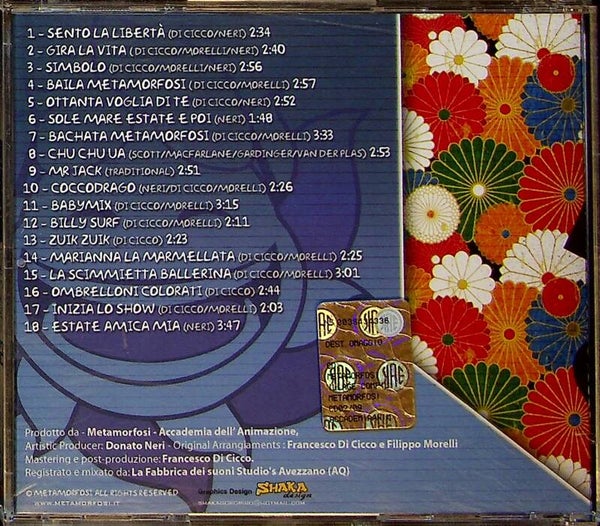 1 - SENTO LA LIBERTÀ (DI CICCO/NERI) 2:34
2 - GIRA LA VITA (DI CICCO/MORELLI/NERI) 2:40
3 - SIMBOLO (DI CICCO/MORELLI/NERI) 2:56
4 - BAILA METAMORFOSI (DI CICCO/MORELLI) 2:57
5 - OTTANTA VOGLIA DI TE (DI CICCO/NERI) 2:52
6 - SOLE MARE ESTATE E POI (NERI) 1:48
7 - BACHATA METAMORFOSI (DI CICCO/MORELLI) 3:33
8 - CHU CHU UA (SCOTT/MACFARLANE/GARDINGER/VAN DER PLAS) 2:53
9 - MR JACK (TRADITIONAL) 2:51
10 - COCCODRAGO (NERI/DI CICCO/MORELLI) 2:26
11 - BABYMIX (DI CICCO/MORELLI) 3:15
12 - BILLY SURF (DI CICCO/MORELLI) 2:11
13 - ZUIK ZUIK (DI CICCO) 2:23
14 - MARIANNA LA MARMELLATA (DI CICCO/MORELLI) 2:25
15 - LA SCIMMIETTA BALLERINA (DI CICCO/MORELLI) 3:01
16 - OMBRELLONI COLORATI (DI CICCO) 2:44
17 - INIZIA LO SHOW (DI CICCO/MORELLI) 2:03
18 - ESTATE AMICA MIA (NERI) 3:47
DEST. OMAGGIO
METAMORFOSI
Prodotto da - Metamorfosi - Accademia dell' Animazione,
Artistic Producer: Donato Neri - Original Arrangiaments : Francesco Di Cicco e Filippo Morelli
Mastering e post-produzione: Francesco Di Cicco.
Registrato e mixato da: La Fabbrica dei suoni Studio's Avezzano (AQ)
© METAMORFOSI ALL RIGHTS RESERVED
WWW.METAMORFOSI.IT
Graphics Design SHAKA design